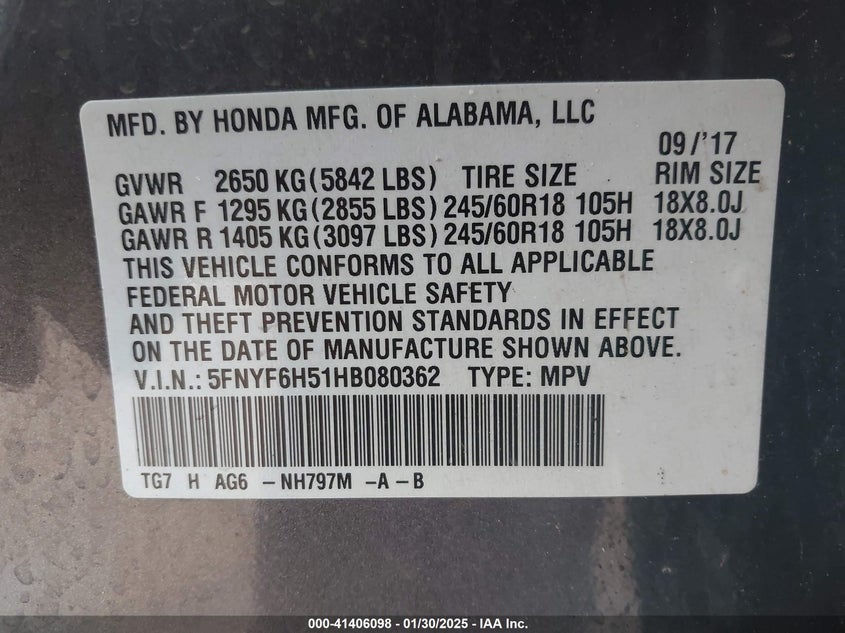 MFD. BY HONDA MFG. OF ALABAMA, LLC
09/'17
GVWR 2650 KG (5842 LBS) TIRE SIZE RIM SIZE
GAWR F 1295 KG (2855 LBS) 245/60R18 105H 18X8.0J
GAWR R 1405 KG (3097 LBS) 245/60R18 105H 18X8.0J
THIS VEHICLE CONFORMS TO ALL APPLICABLE
FEDERAL MOTOR VEHICLE SAFETY
AND THEFT PREVENTION STANDARDS IN EFFECT
ON THE DATE OF MANUFACTURE SHOWN ABOVE.
V.I.N.: 5FNYF6H51HB080362 TYPE: MPV
TG7 H AG6 -NH797M -A-B
000-41406098 - 01/30/2025 - IAA Inc.